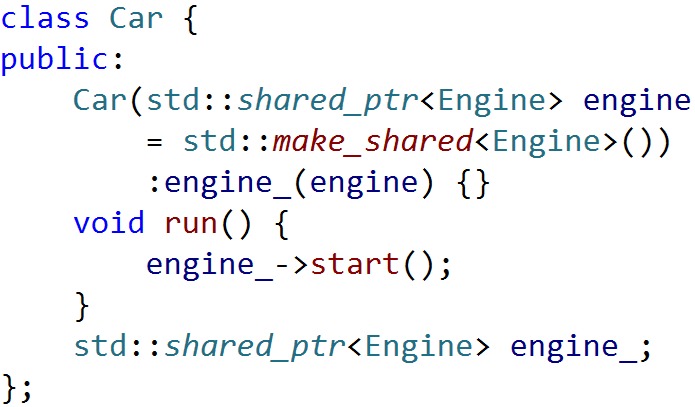 class Car {
public:
    Car(std::shared_ptr<Engine> engine
        = std::make_shared<Engine>())
        :engine_(engine) {}
    void run() {
        engine_->start();
    }
    std::shared_ptr<Engine> engine_;
};